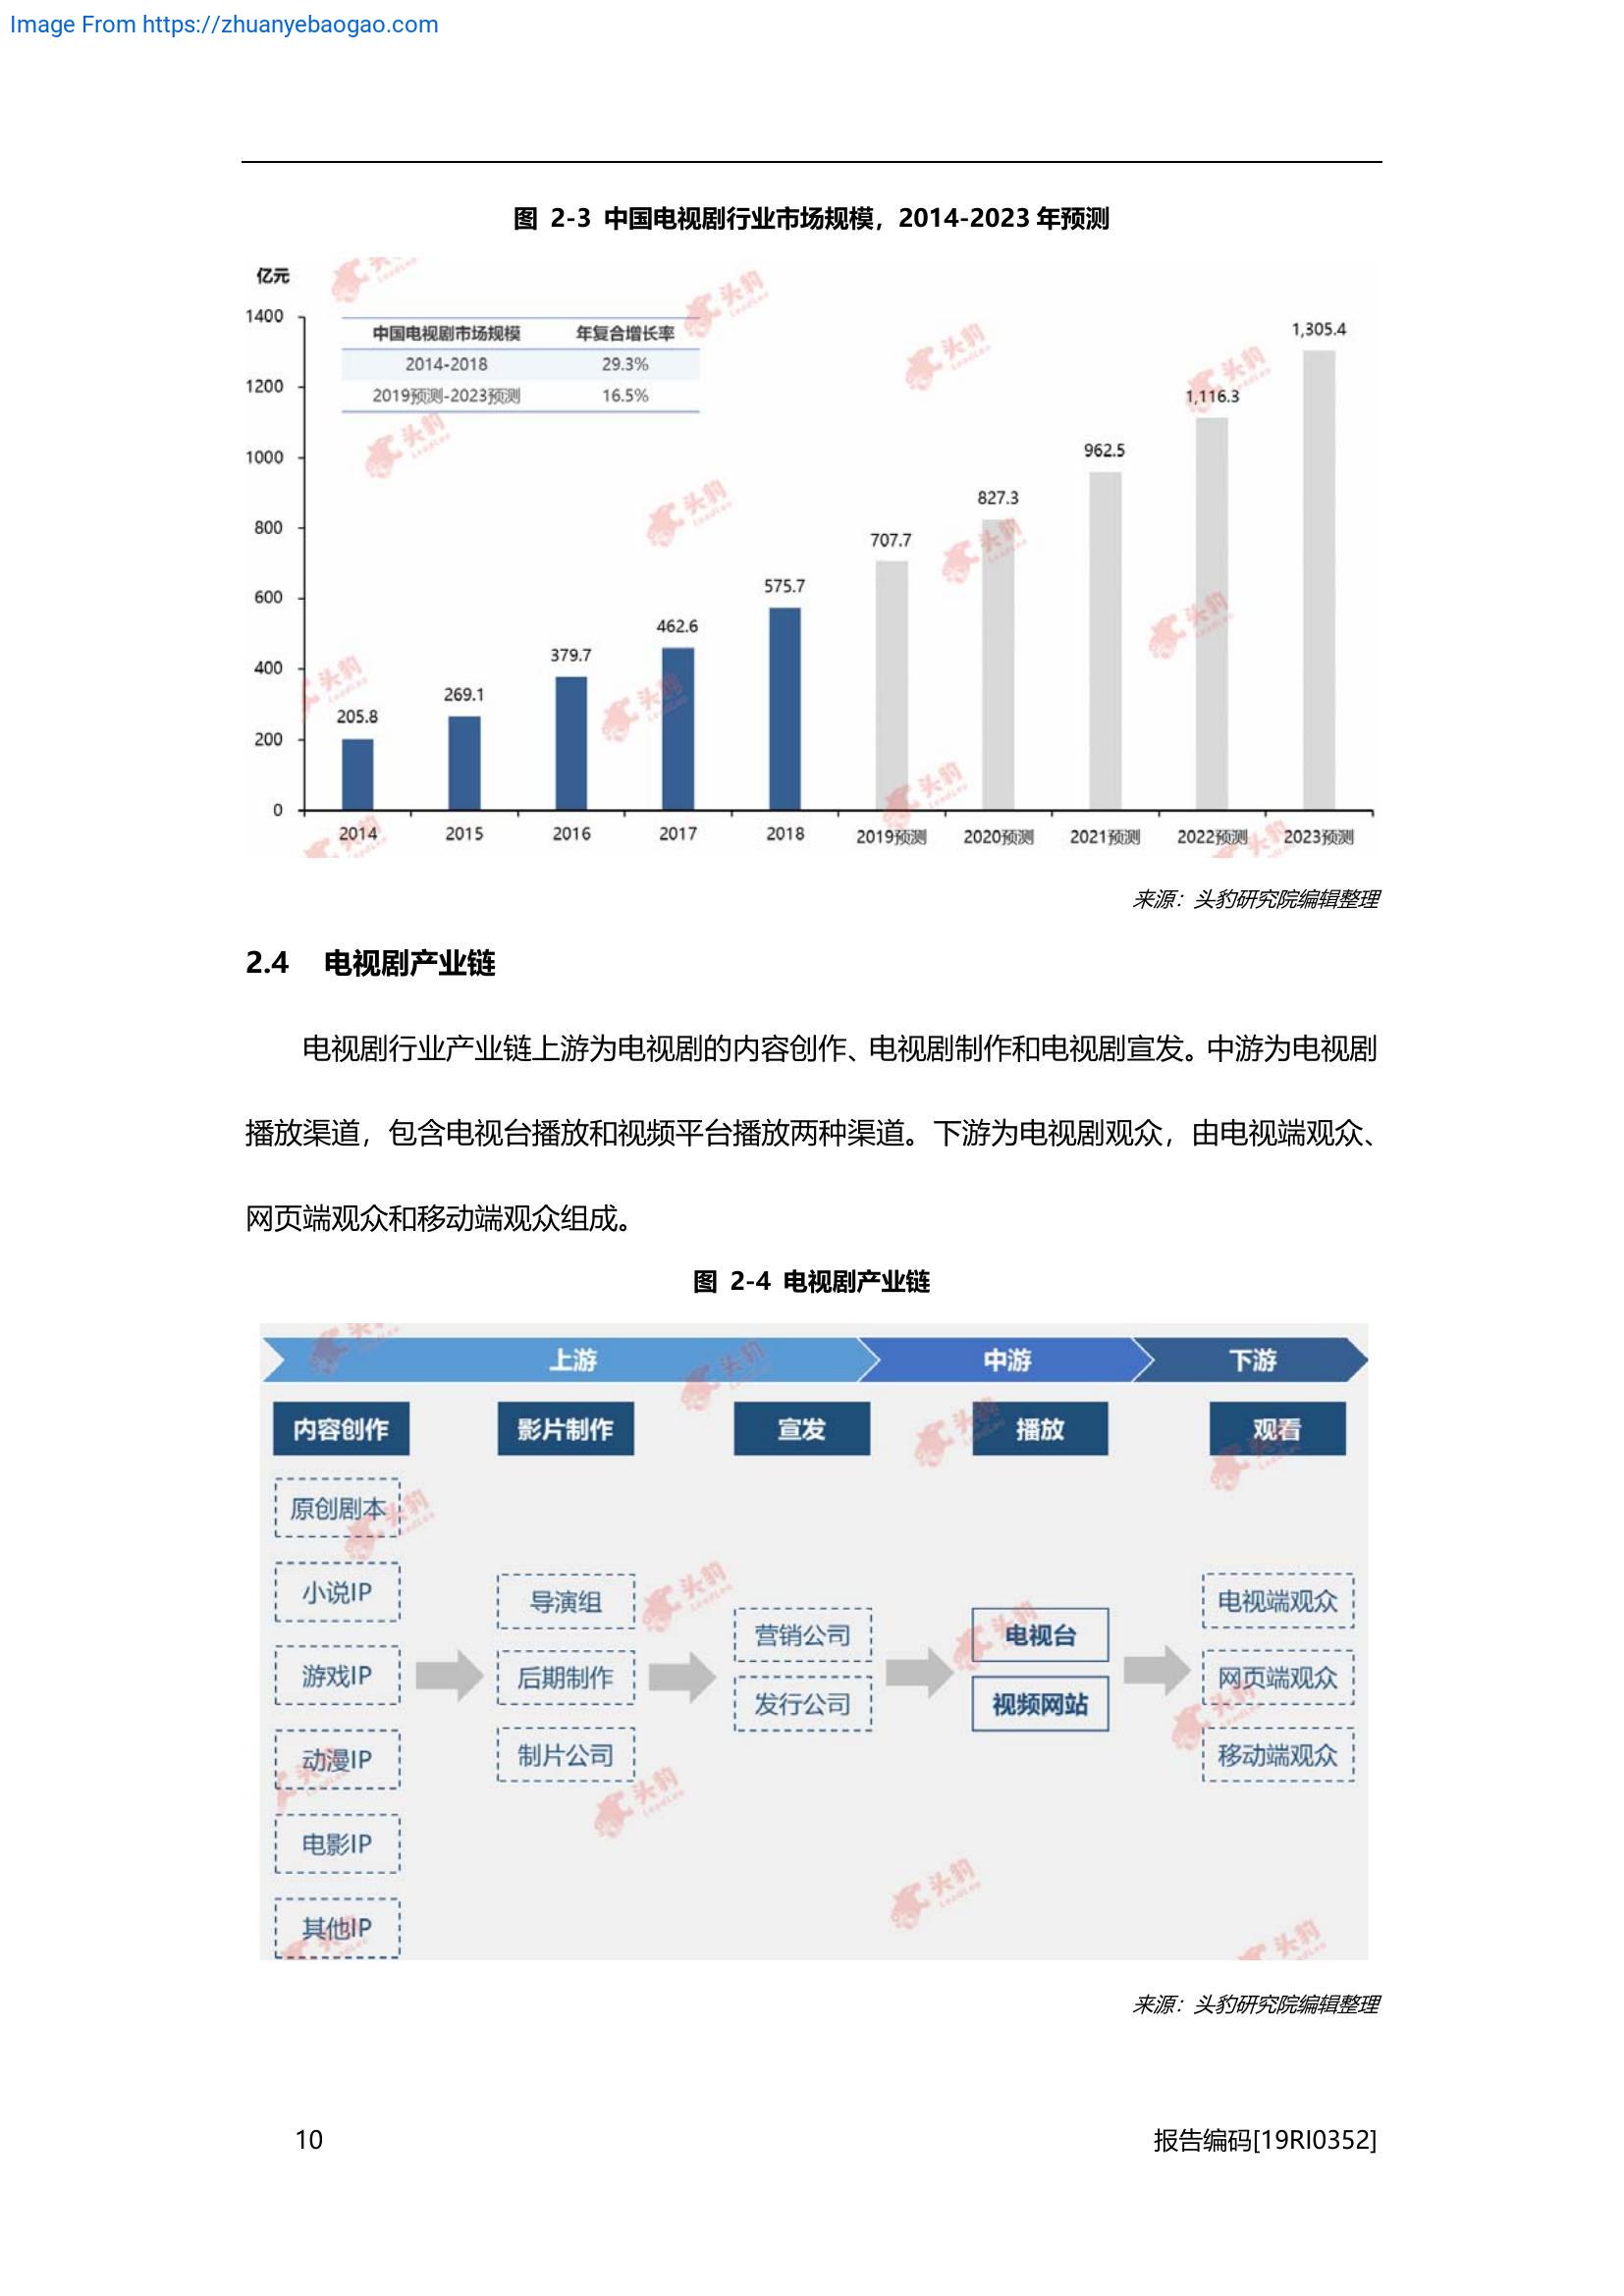 Image From https://zhuanyebaogao.com
图 2-3 中国电视剧行业市场规模，2014-2023 年预测
亿元
1400
1200
1000
800
600
400
200
0
中国电视剧市场规模 年复合增长率
2014-2018 29.3%
2019预测-2023预测 16.5%
205.8
269.1
379.7
462.6
575.7
707.7
827.3
962.5
1,116.3
1,305.4
2014 2015 2016 2017 2018 2019预测 2020预测 2021预测 2022预测 2023预测
来源：头豹研究院编辑整理
2.4 电视剧产业链
电视剧行业产业链上游为电视剧的内容创作、电视剧制作和电视剧宣发。中游为电视剧
播放渠道，包含电视台播放和视频平台播放两种渠道。下游为电视剧观众，由电视端观众、
网页端观众和移动端观众组成。
图 2-4 电视剧产业链
上游 中游 下游
内容创作 影片制作 宣发 播放 观看
原创剧本
小说IP
游戏IP
动漫IP
电影IP
其他IP
导演组
后期制作
制片公司
营销公司
发行公司
电视台
视频网站
电视端观众
网页端观众
移动端观众
来源：头豹研究院编辑整理
10 报告编码[19RI0352]
头豹
LeadLeo